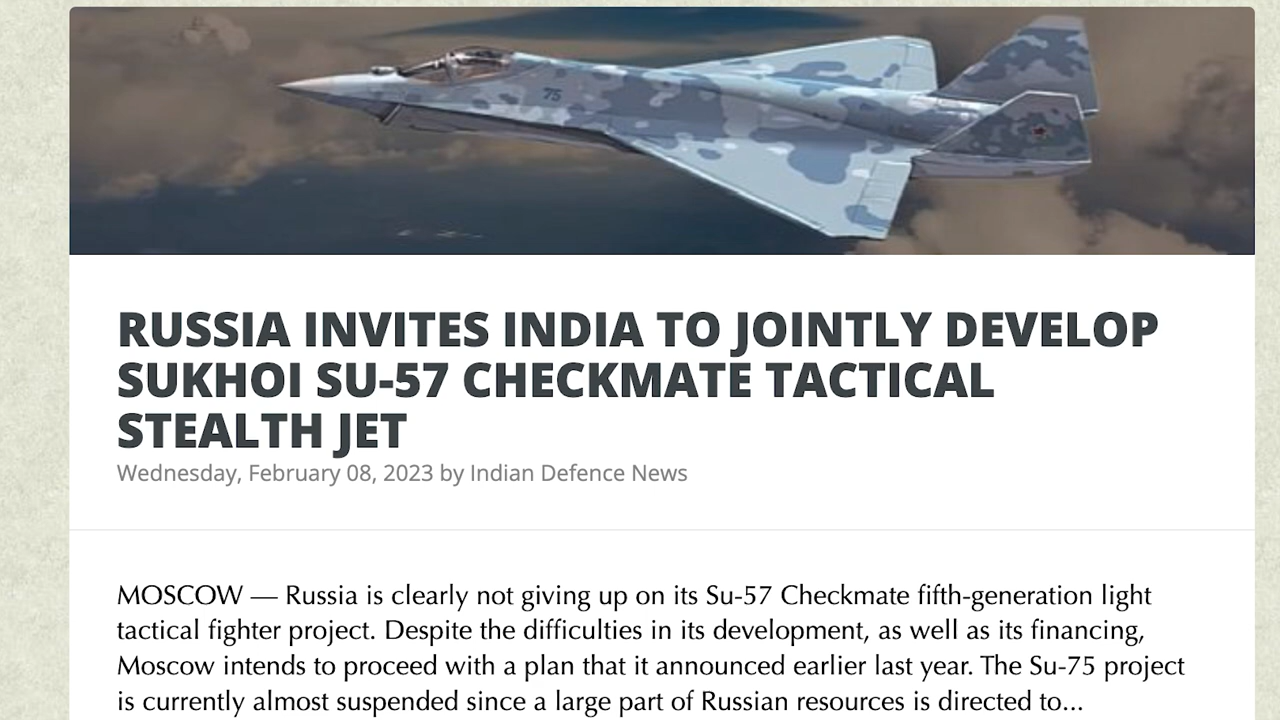 75
RUSSIA INVITES INDIA TO JOINTLY DEVELOP
SUKHOI SU-57 CHECKMATE TACTICAL
STEALTH JET
Wednesday, February 08, 2023 by Indian Defence News
MOSCOW — Russia is clearly not giving up on its Su-57 Checkmate fifth-generation light
tactical fighter project. Despite the difficulties in its development, as well as its financing,
Moscow intends to proceed with a plan that it announced earlier last year. The Su-75 project
is currently almost suspended since a large part of Russian resources is directed to...